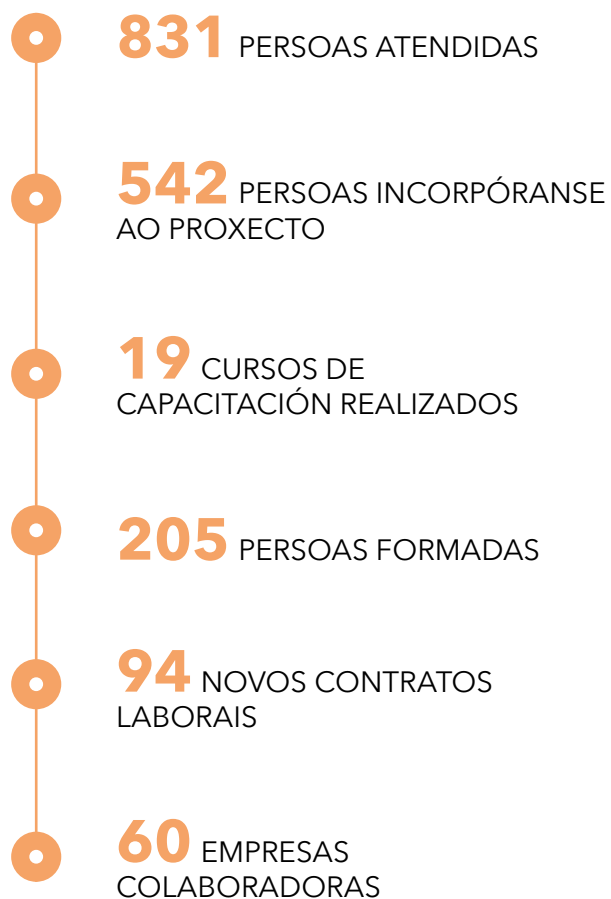 831 PERSOAS ATENDIDAS
542 PERSOAS INCORPÓRANSE
AO PROXECTO
19 CURSOS DE
CAPACITACIÓN REALIZADOS
205 PERSOAS FORMADAS
94 NOVOS CONTRATOS
LABORAIS
60 EMPRESAS
COLABORADORAS